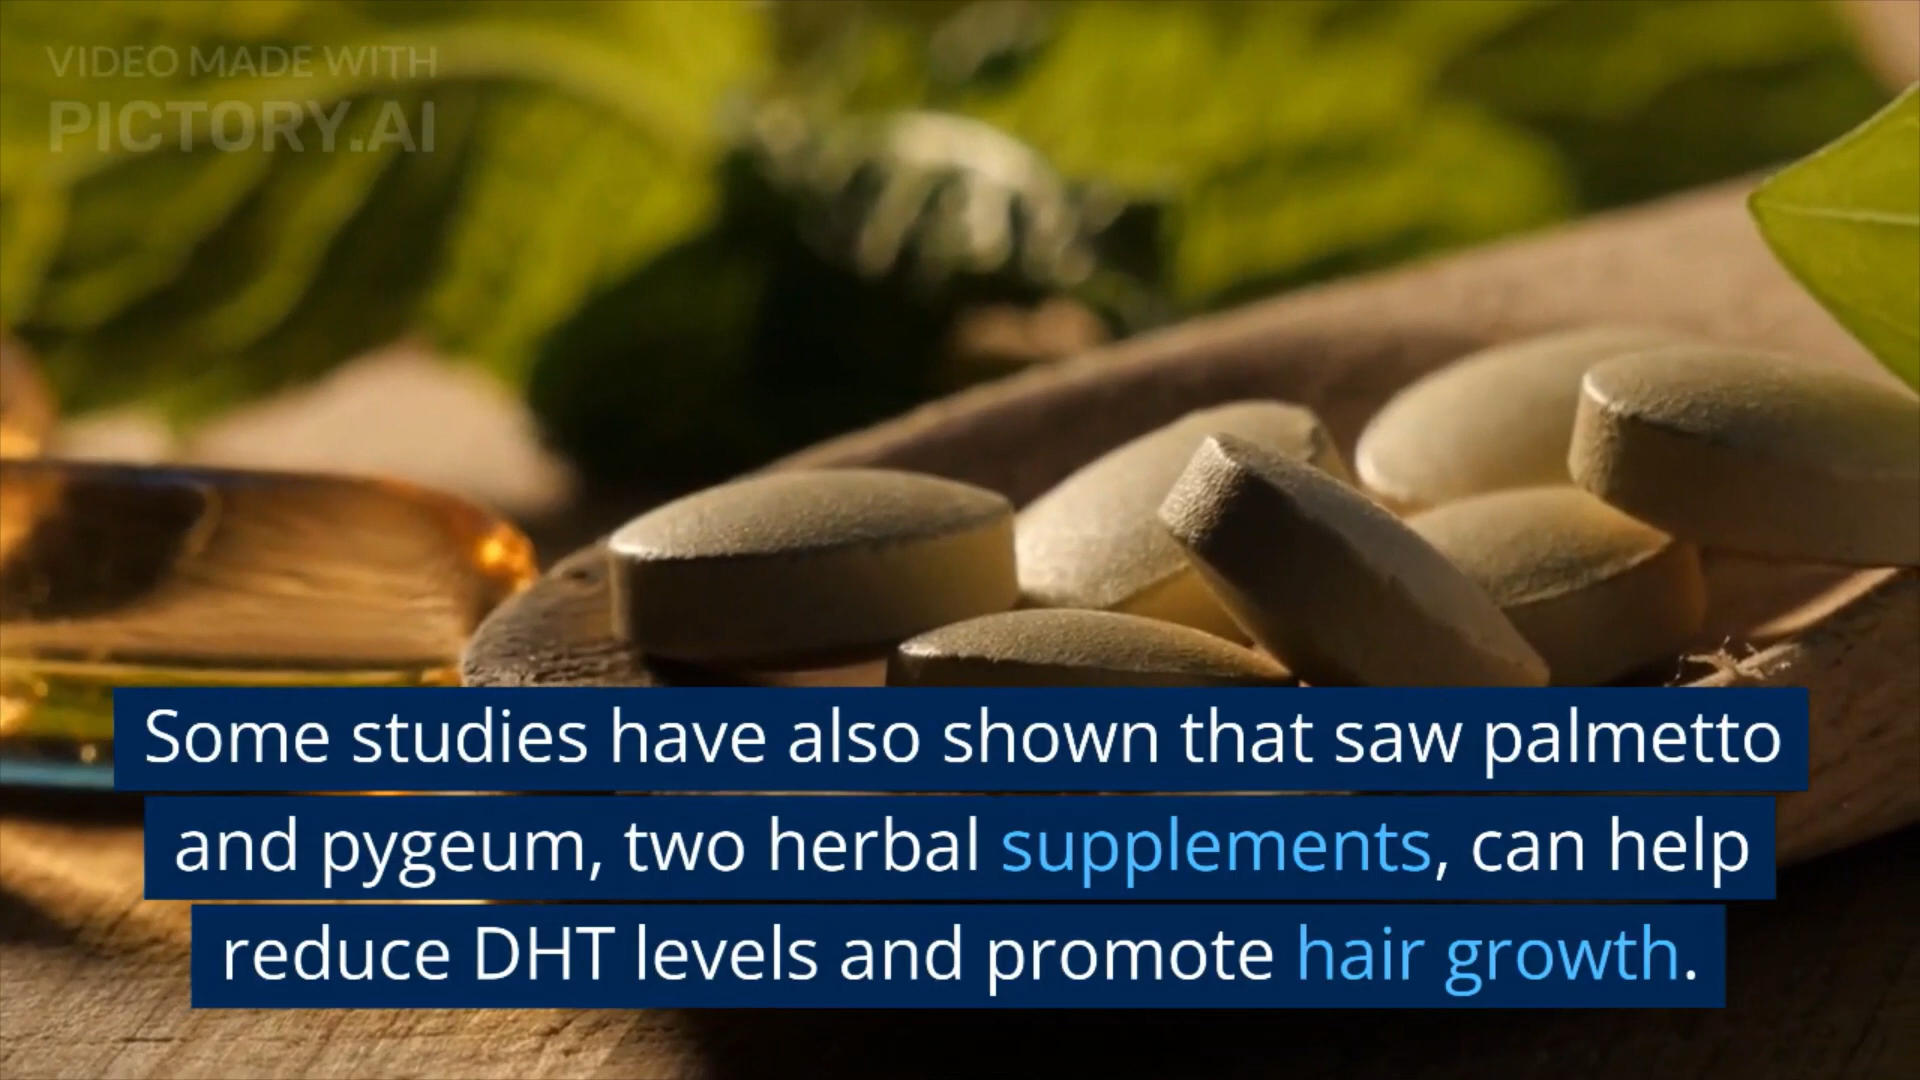 VIDEO MADE WITH
PICTORY.AI
Some studies have also shown that saw palmetto
and pygeum, two herbal supplements, can help
reduce DHT levels and promote hair growth.